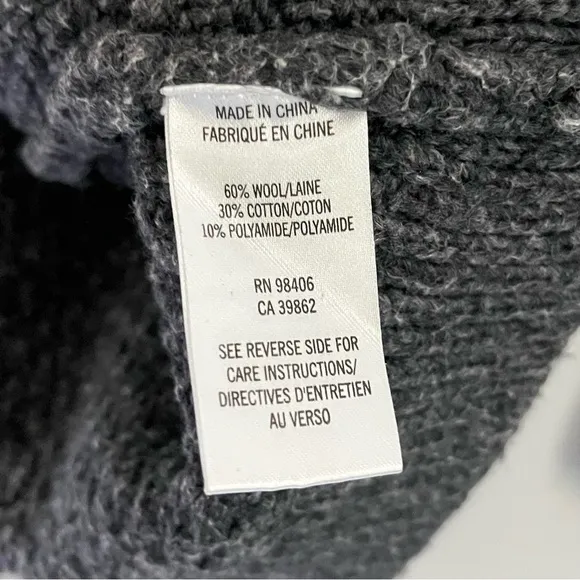 MADE IN CHINA
FABRIQUÉ EN CHINE
60% WOOL/LAINE
30% COTTON/COTON
10% POLYAMIDE/POLYAMIDE
RN 98406
CA 39862
SEE REVERSE SIDE FOR
CARE INSTRUCTIONS/
DIRECTIVES D'ENTRETIEN
AU VERSO